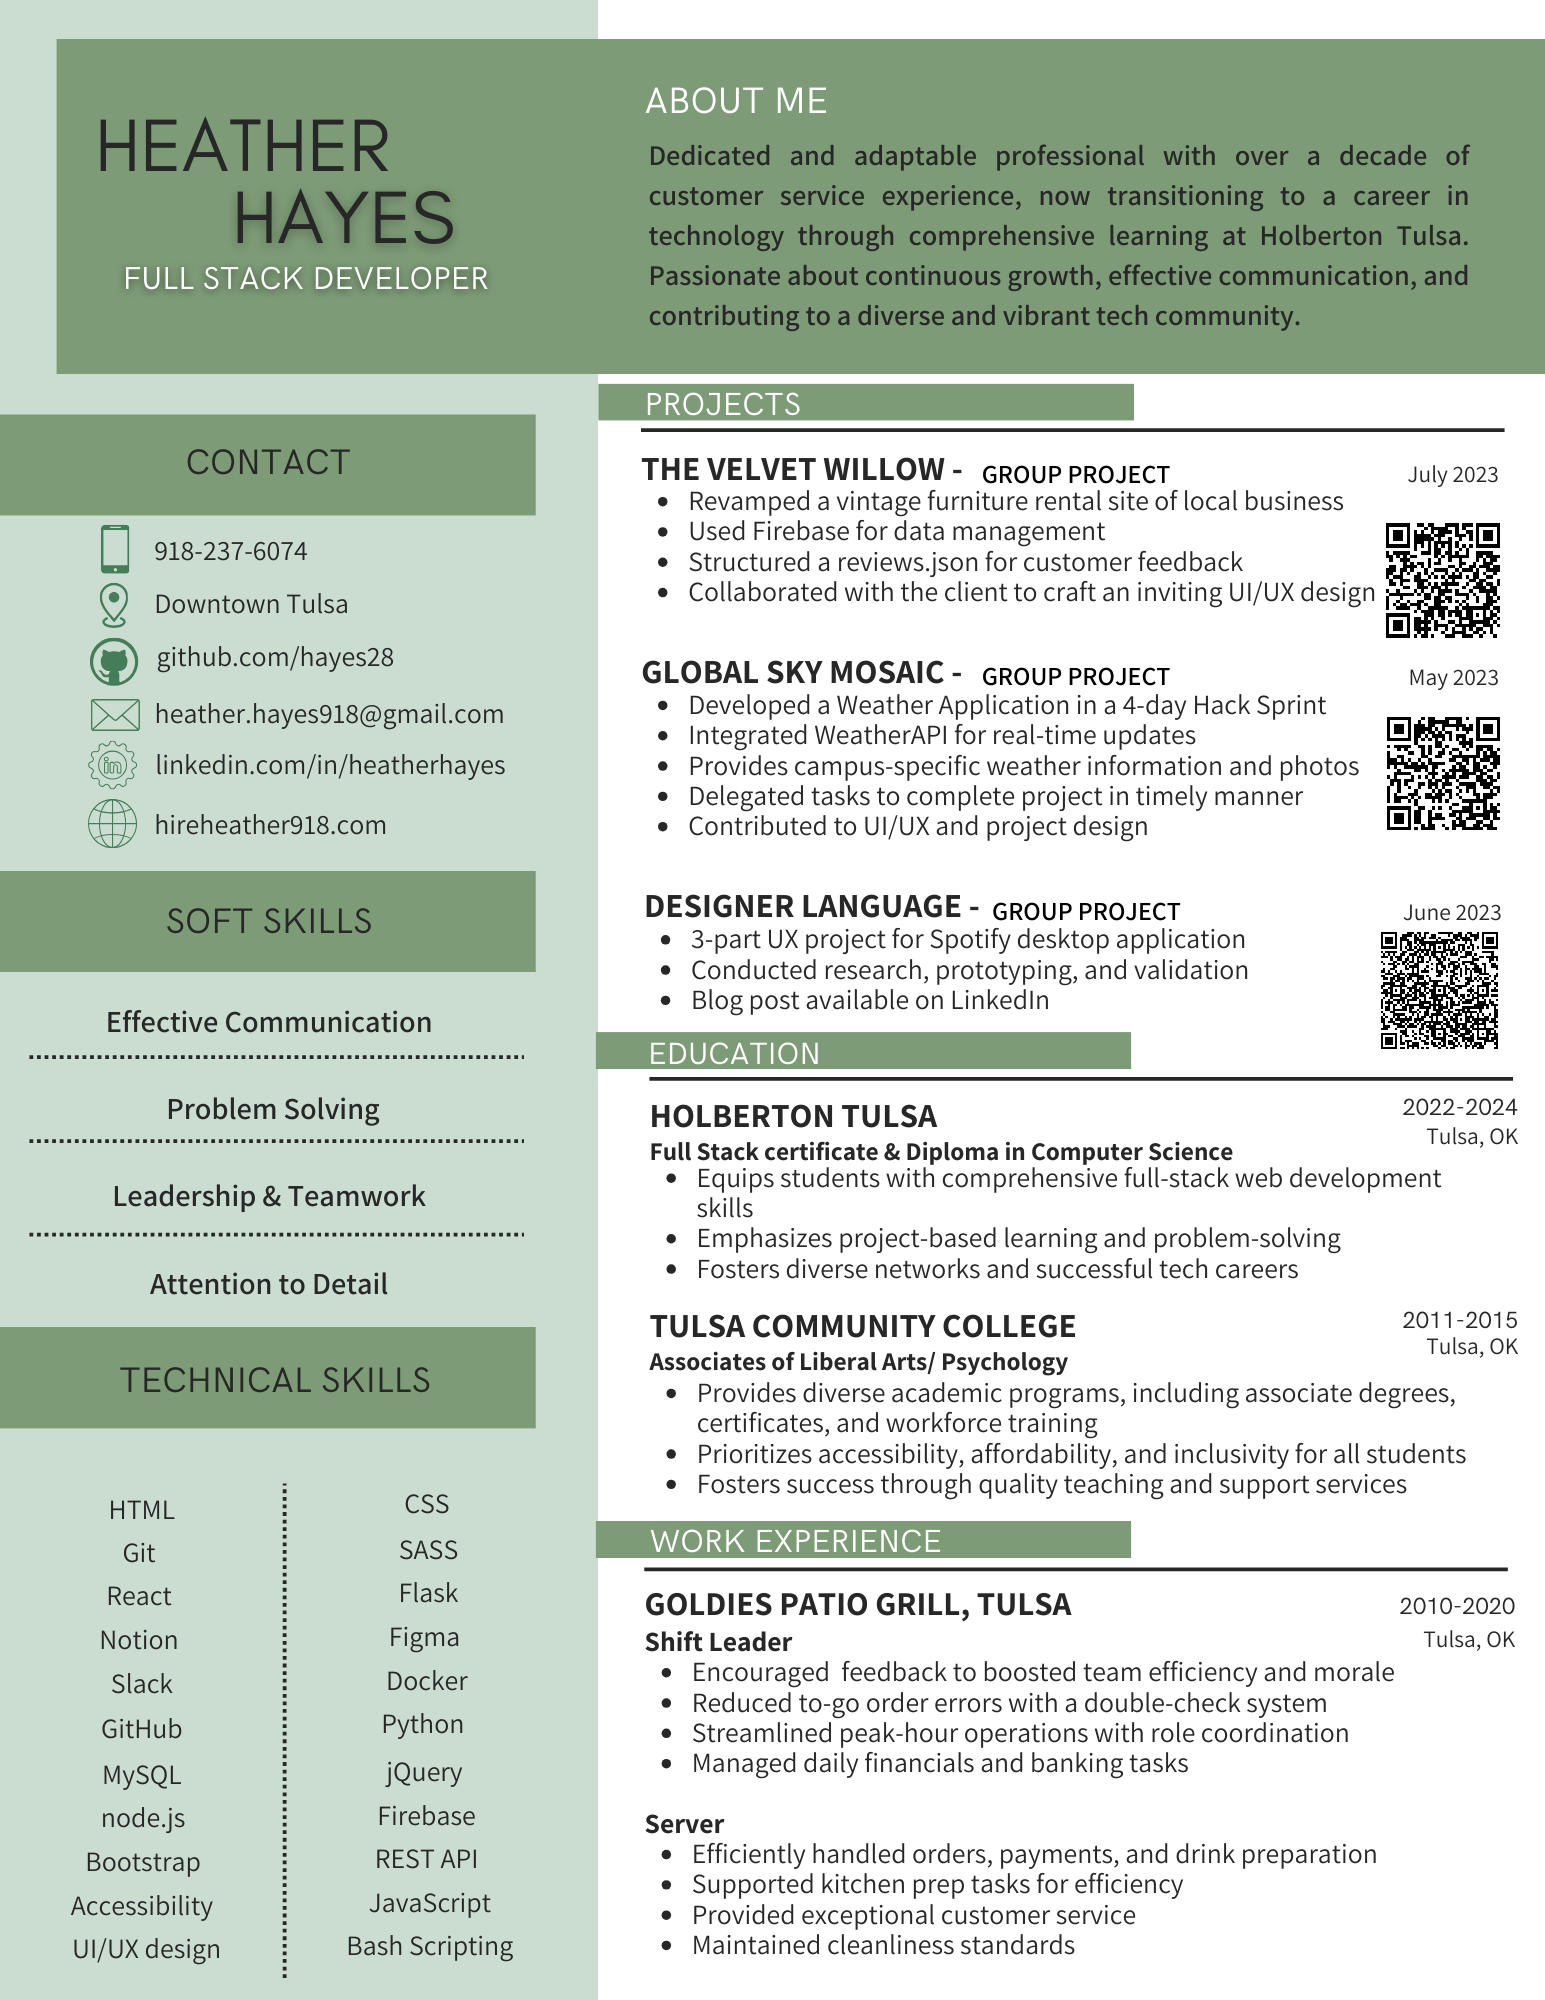 HEATHER
HAYES
FULL STACK DEVELOPER
ABOUT ME
Dedicated and adaptable professional with over a decade of
customer service experience, now transitioning to a career in
technology through comprehensive learning at Holberton Tulsa.
Passionate about continuous growth, effective communication, and
contributing to a diverse and vibrant tech community.
CONTACT
918-237-6074
Downtown Tulsa
github.com/hayes28
heather.hayes918@gmail.com
linkedin.com/in/heatherhayes
hireheather918.com
SOFT SKILLS
Effective Communication
Problem Solving
Leadership & Teamwork
Attention to Detail
TECHNICAL SKILLS
HTML
Git
React
Notion
Slack
GitHub
MySQL
node.js
Bootstrap
Accessibility
UI/UX design
CSS
SASS
Flask
Figma
Docker
Python
jQuery
Firebase
REST API
JavaScript
Bash Scripting
PROJECTS
THE VELVET WILLOW - GROUP PROJECT July 2023
• Revamped a vintage furniture rental site of local business
• Used Firebase for data management
• Structured a reviews.json for customer feedback
• Collaborated with the client to craft an inviting UI/UX design
GLOBAL SKY MOSAIC - GROUP PROJECT May 2023
• Developed a Weather Application in a 4-day Hack Sprint
• Integrated WeatherAPI for real-time updates
• Provides campus-specific weather information and photos
• Delegated tasks to complete project in timely manner
• Contributed to UI/UX and project design
DESIGNER LANGUAGE - GROUP PROJECT June 2023
• 3-part UX project for Spotify desktop application
• Conducted research, prototyping, and validation
• Blog post available on LinkedIn
EDUCATION
HOLBERTON TULSA 2022-2024
Tulsa, OK
Full Stack certificate & Diploma in Computer Science
• Equips students with comprehensive full-stack web development
skills
• Emphasizes project-based learning and problem-solving
• Fosters diverse networks and successful tech careers
TULSA COMMUNITY COLLEGE 2011-2015
Tulsa, OK
Associates of Liberal Arts/ Psychology
• Provides diverse academic programs, including associate degrees,
certificates, and workforce training
• Prioritizes accessibility, affordability, and inclusivity for all students
• Fosters success through quality teaching and support services
WORK EXPERIENCE
GOLDIES PATIO GRILL, TULSA 2010-2020
Shift Leader Tulsa, OK
• Encouraged  feedback to boosted team efficiency and morale
• Reduced to-go order errors with a double-check system
• Streamlined peak-hour operations with role coordination
• Managed daily financials and banking tasks
Server
• Efficiently handled orders, payments, and drink preparation
• Supported kitchen prep tasks for efficiency
• Provided exceptional customer service
• Maintained cleanliness standards